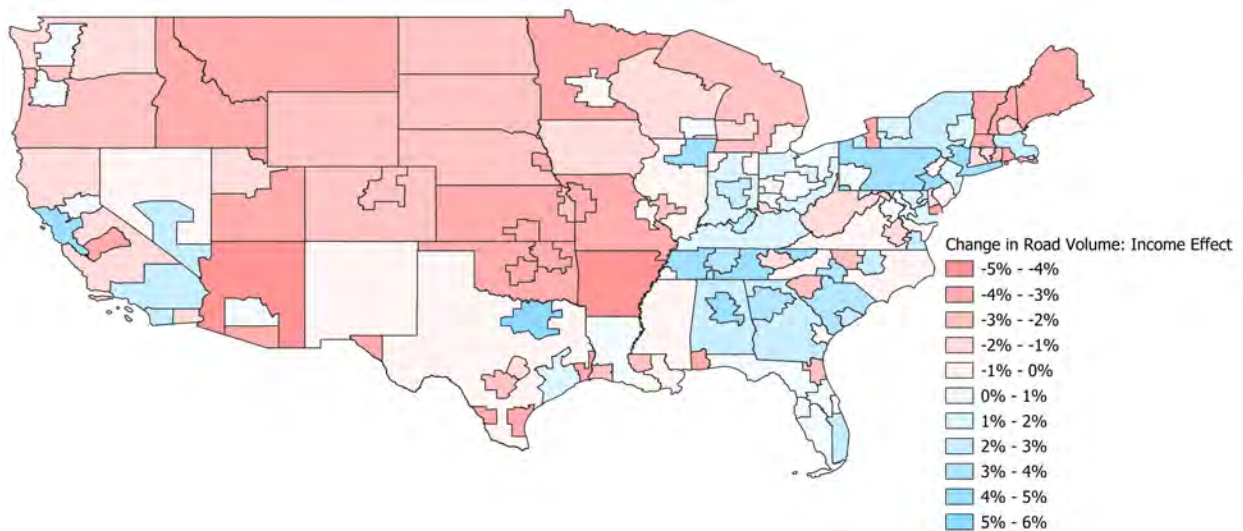 Change in Road Volume: Income Effect
-5% - -4%
-4% - -3%
-3% - -2%
-2% - -1%
-1% - 0%
0% - 1%
1% - 2%
2% - 3%
3% - 4%
4% - 5%
5% - 6%